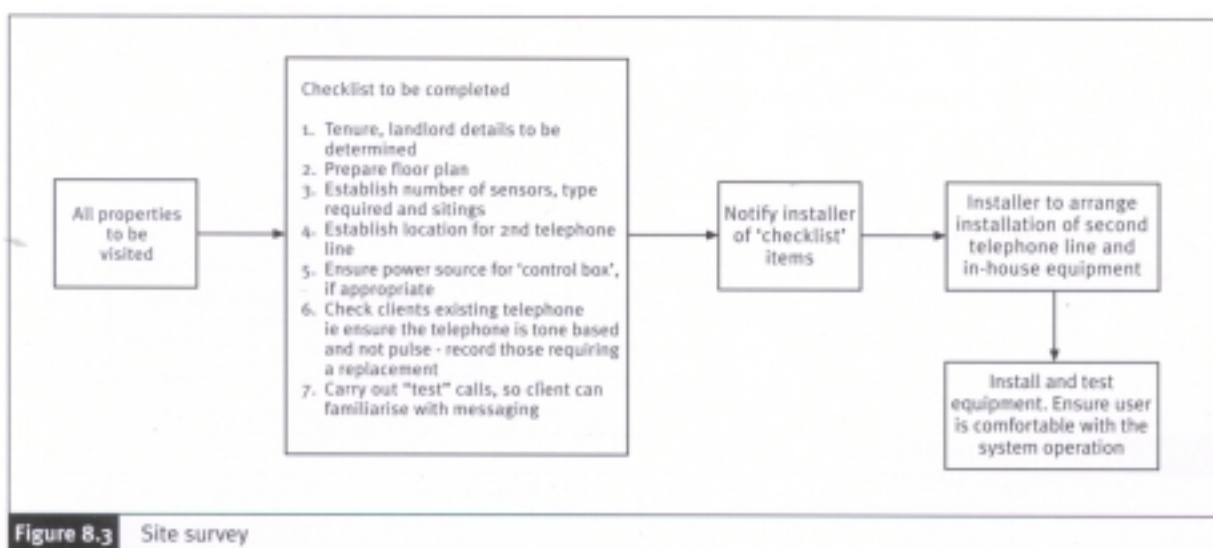 All properties
to be
visited
Checklist to be completed
1. Tenure, landlord details to be
determined
2. Prepare floor plan
3. Establish number of sensors, type
required and sitings
4. Establish location for 2nd telephone
line
5. Ensure power source for 'control box',
if appropriate
6. Check clients existing telephone
ie ensure the telephone is tone based
and not pulse - record those requiring
a replacement
7. Carry out "test" calls, so client can
familiarise with messaging
Notify installer
of 'checklist'
items
Installer to arrange
installation of second
telephone line and
in-house equipment
Install and test
equipment. Ensure user
is comfortable with the
system operation
Figure 8.3 Site survey